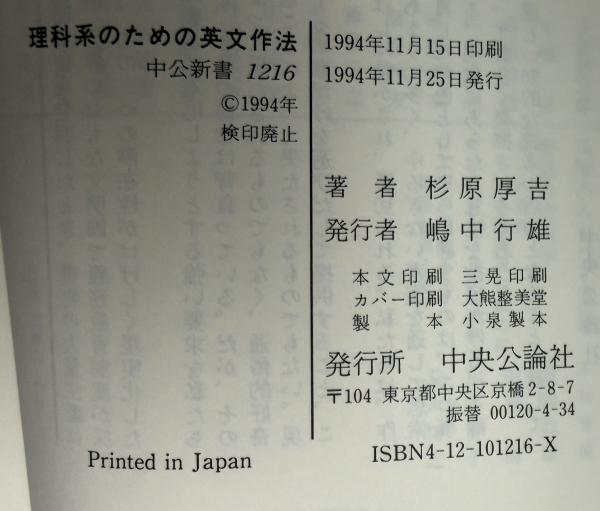 理科系のための英文作法
中公新書 1216
©1994年
検印廃止
1994年11月15日印刷
1994年11月25日発行
著者 杉原厚吉
発行者 嶋中行雄
本文印刷 三晃印刷
カバー印刷 大熊整美堂
製本 小泉製本
発行所 中央公論社
〒104 東京都中央区京橋2-8-7
振替 00120-4-34
Printed in Japan
ISBN4-12-101216-X